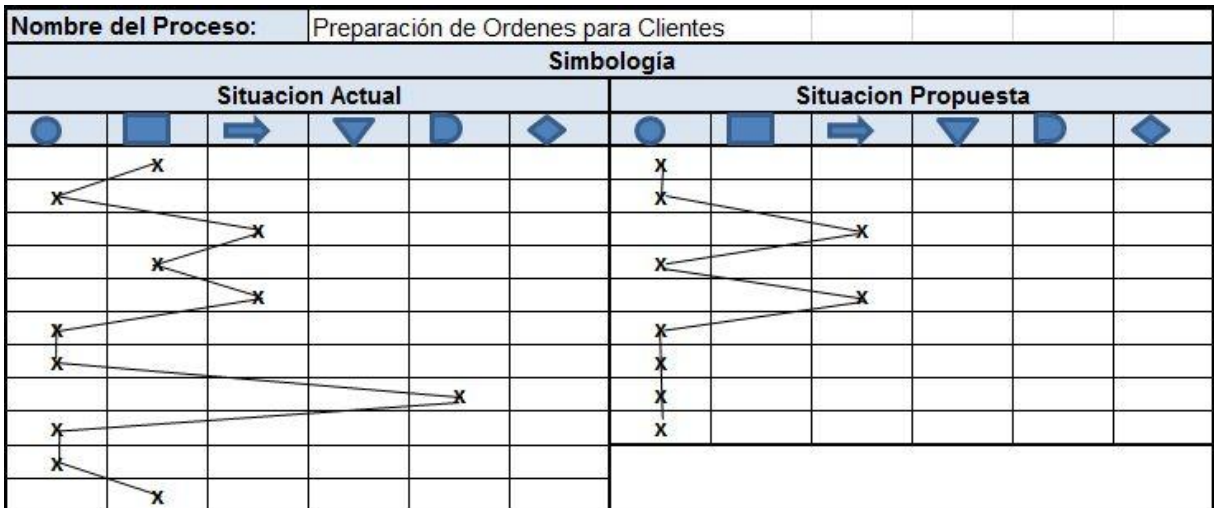 Nombre del Proceso: Preparación de Ordenes para Clientes
Simbología
Situacion Actual Situacion Propuesta
X X
X X
X X
X X
X X
X X
X X
X X
X X
X
X